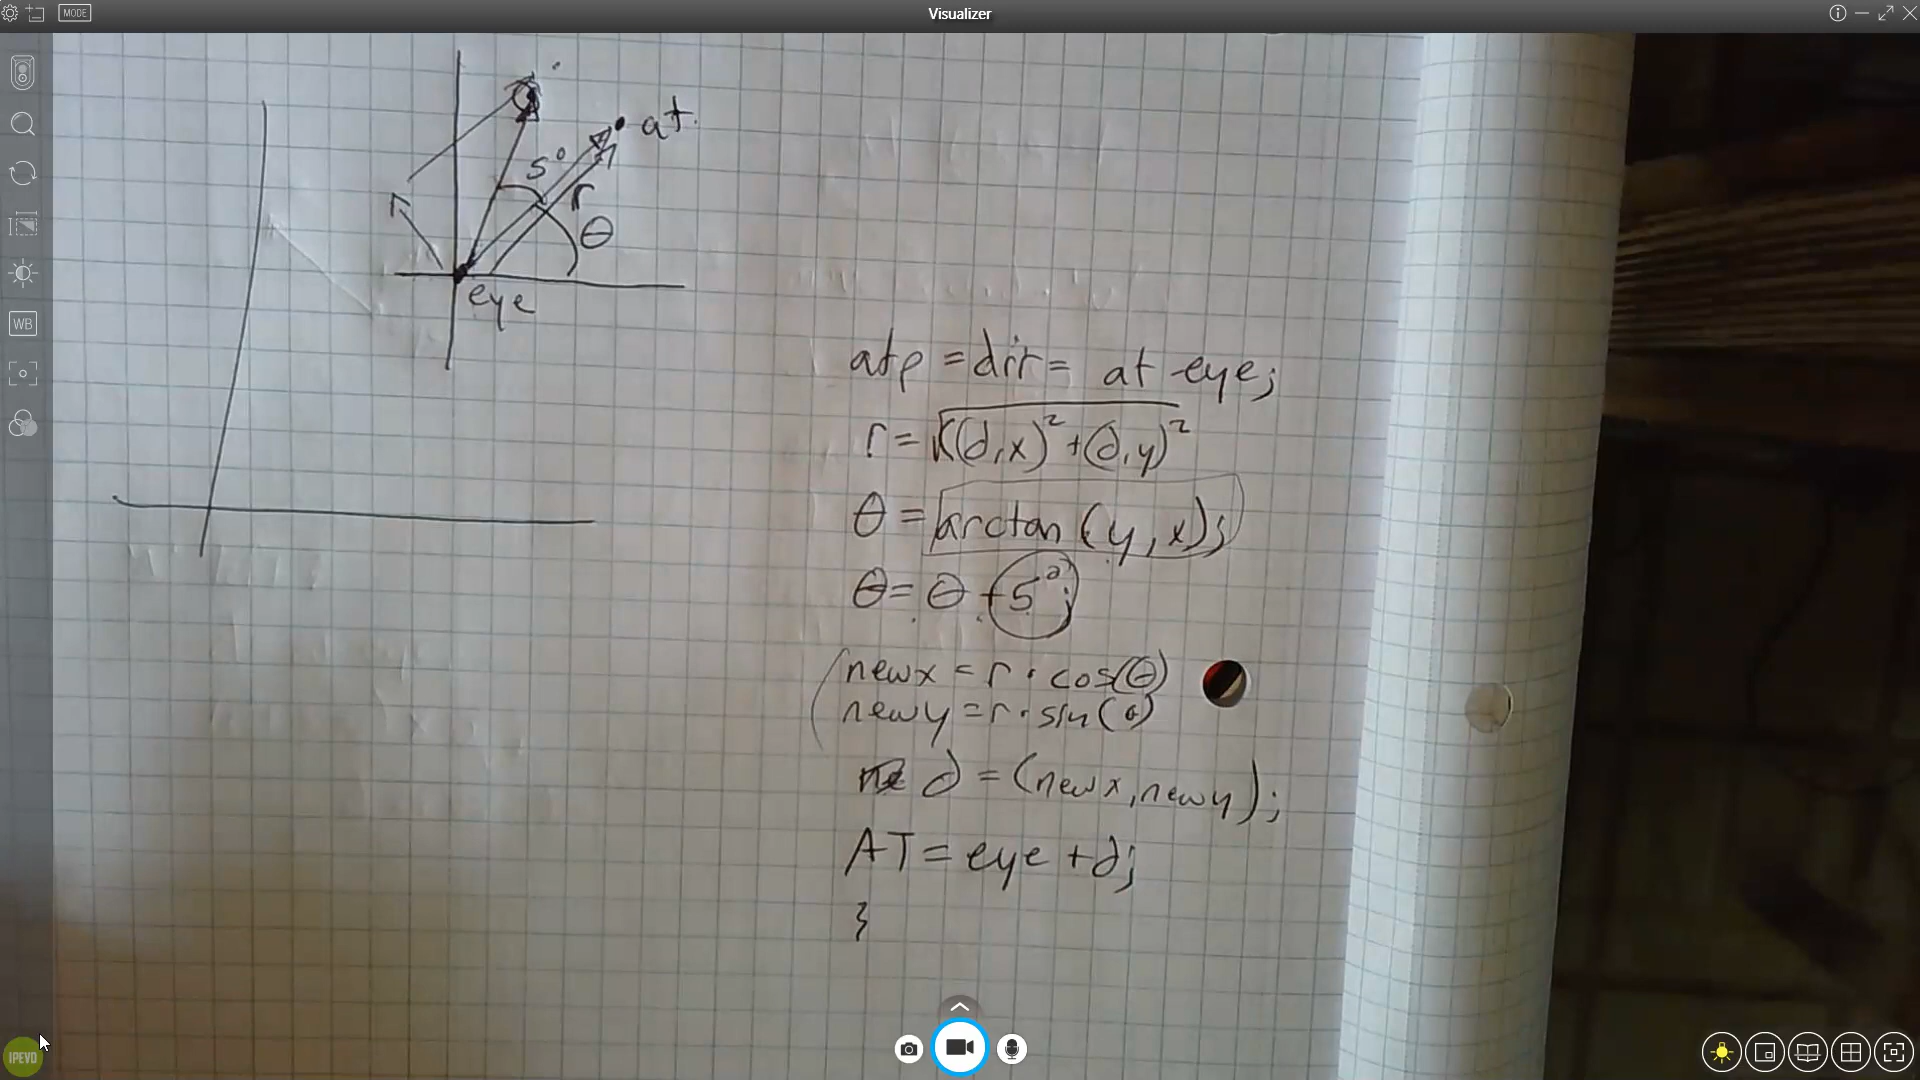 MODE
Visualizer
at.
5°
r
θ
eye
WB
atp = dir = at - eye;
r = √((d.x)² + (d.y)²
θ = arctan (y, x);
θ = θ + 5°;
newx = r · cos(θ)
newy = r · sin(θ)
d = (newx, newy);
AT = eye + d;
}
IPEVO